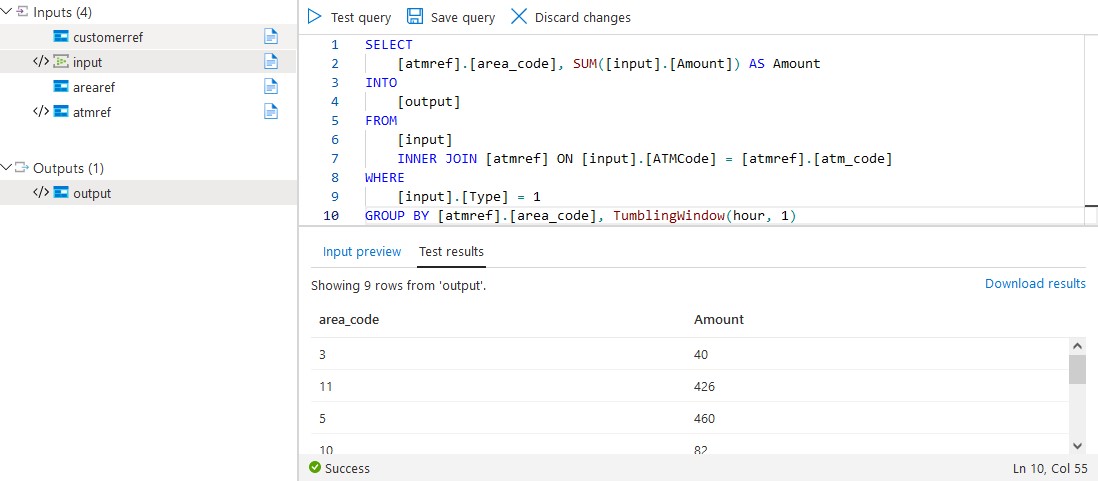 Inputs (4)
customerref
</> input
arearef
</> atmref
Outputs (1)
</> output
Test query Save query Discard changes
1 SELECT
2 [atmref].[area_code], SUM([input].[Amount]) AS Amount
3 INTO
4 [output]
5 FROM
6 [input]
7 INNER JOIN [atmref] ON [input].[ATMCode] = [atmref].[atm_code]
8 WHERE
9 [input].[Type] = 1
10 GROUP BY [atmref].[area_code], TumblingWindow(hour, 1)
Input preview Test results
Showing 9 rows from 'output'. Download results
area_code Amount
3 40
11 426
5 460
10 82
Success Ln 10, Col 55